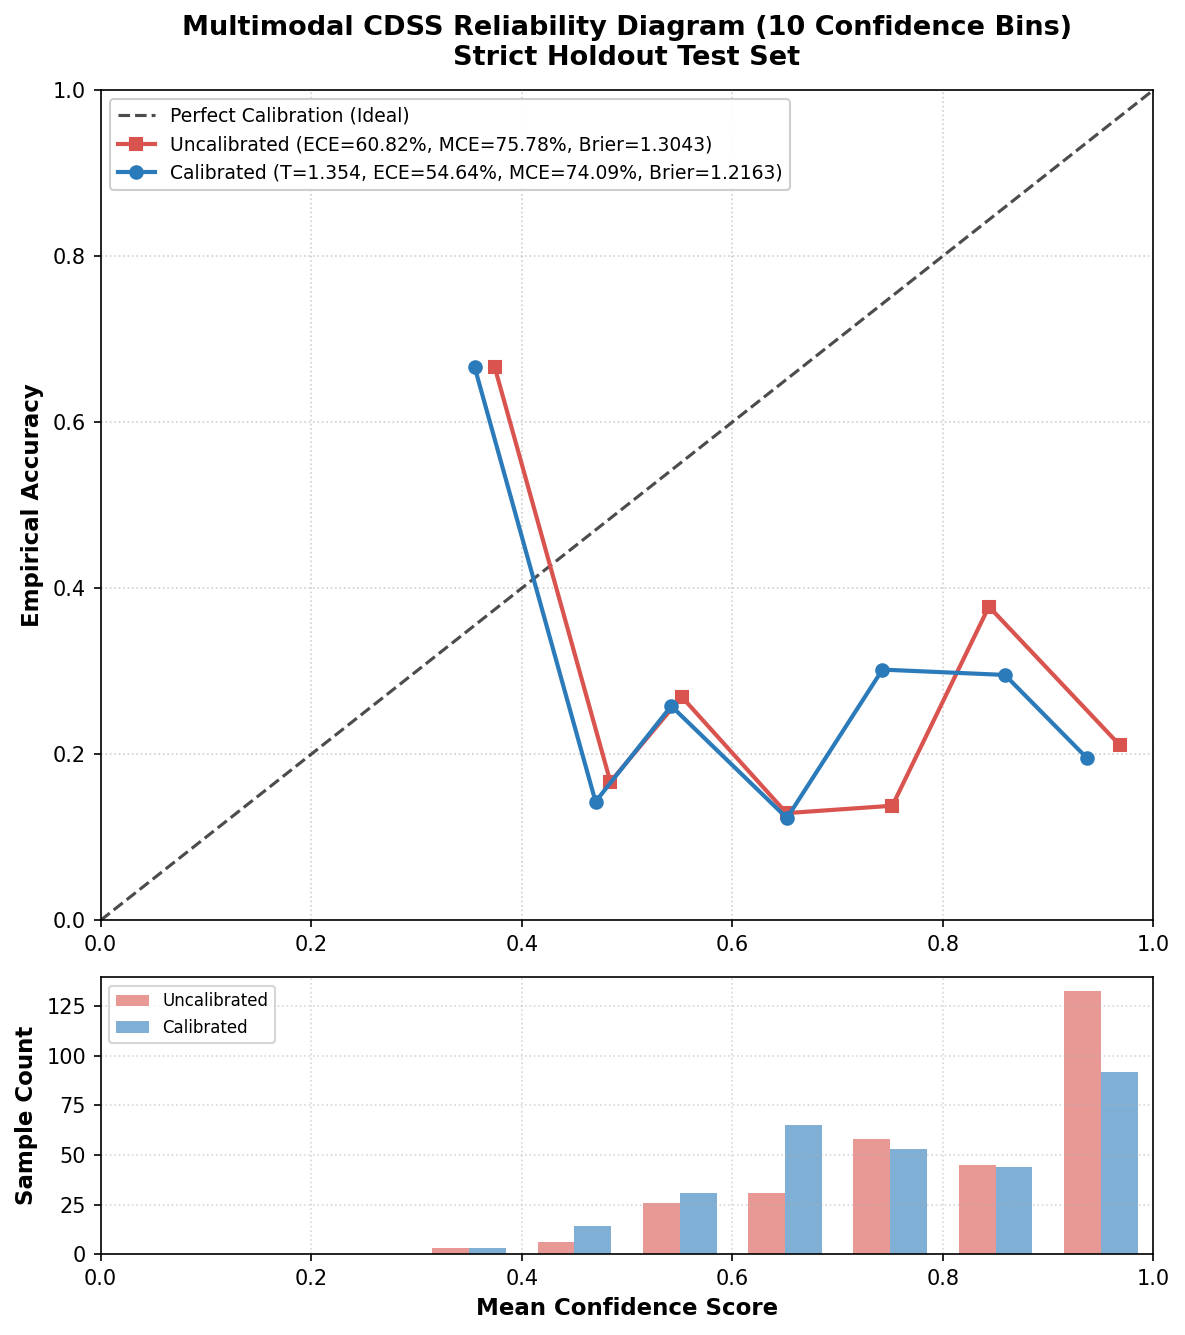 Multimodal CDSS Reliability Diagram (10 Confidence Bins)
Strict Holdout Test Set
Perfect Calibration (Ideal)
Uncalibrated (ECE=60.82%, MCE=75.78%, Brier=1.3043)
Calibrated (T=1.354, ECE=54.64%, MCE=74.09%, Brier=1.2163)
Empirical Accuracy
1.0
0.8
0.6
0.4
0.2
0.0
0.0 0.2 0.4 0.6 0.8 1.0
Uncalibrated
Calibrated
Sample Count
125
100
75
50
25
0
0.0 0.2 0.4 0.6 0.8 1.0
Mean Confidence Score